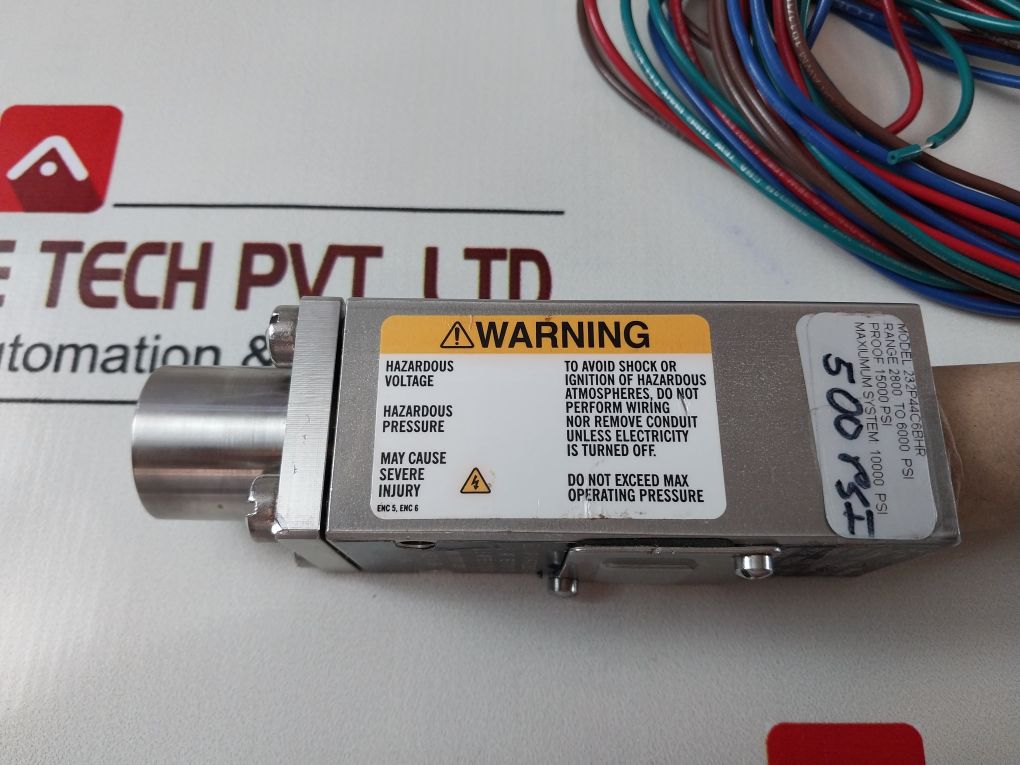 E TECH PVT. LTD
utomation &
WARNING
HAZARDOUS
VOLTAGE
HAZARDOUS
PRESSURE
MAY CAUSE
SEVERE
INJURY
ENC 5, ENC 6
TO AVOID SHOCK OR
IGNITION OF HAZARDOUS
ATMOSPHERES, DO NOT
PERFORM WIRING
NOR REMOVE CONDUIT
UNLESS ELECTRICITY
IS TURNED OFF.
DO NOT EXCEED MAX
OPERATING PRESSURE
MODEL 232P44C6BHR
RANGE 2800 TO 6000 PSI
PROOF 15000 PSI
MAXIUMUM SYSTEM: 10000 PSI
500 PSI